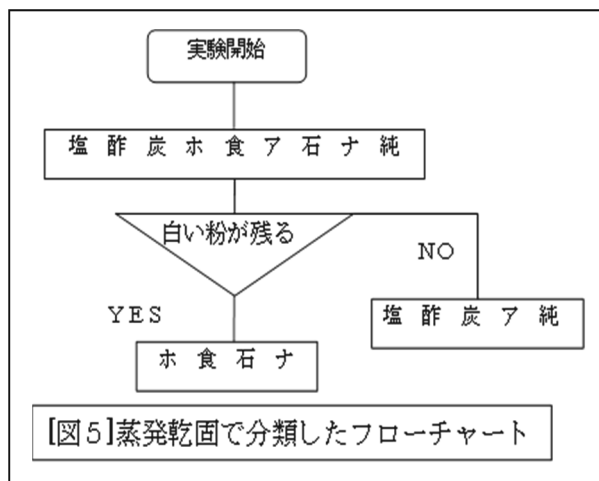 実験開始
塩 酢 炭 ホ 食 ア 石 ナ 純
白い粉が残る
NO
YES
塩 酢 炭 ア 純
ホ 食 石 ナ
[図5]蒸発乾固で分類したフローチャート